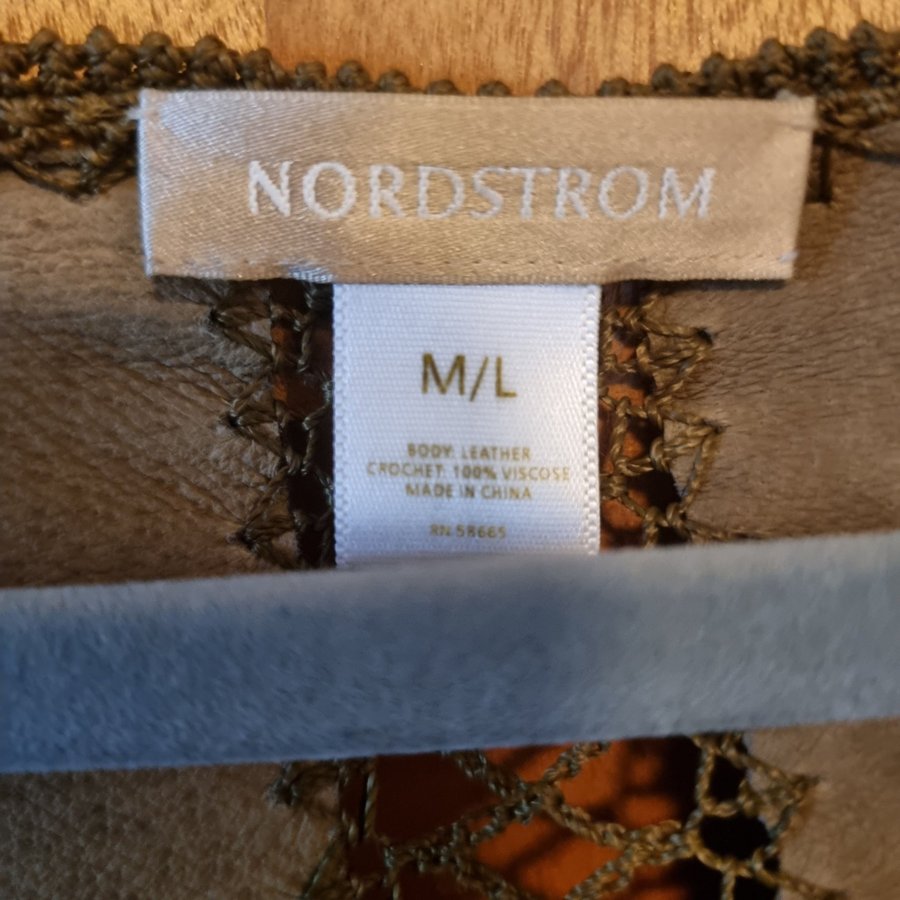 NORDSTROM
M/L
BODY: LEATHER
CROCHET: 100% VISCOSE
MADE IN CHINA
RN 58665